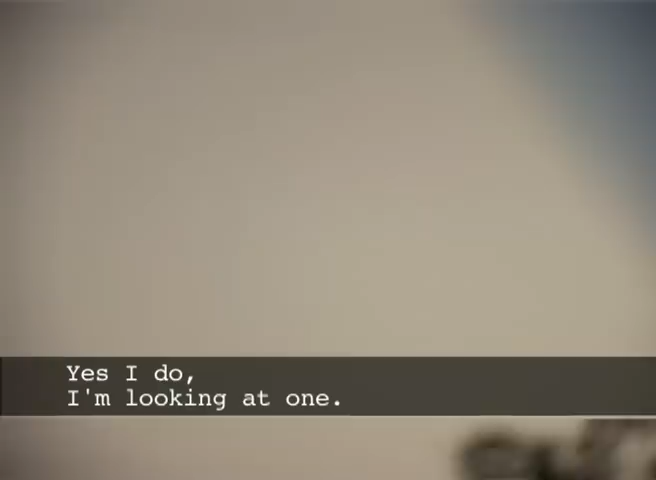 Yes I do,
I'm looking at one.